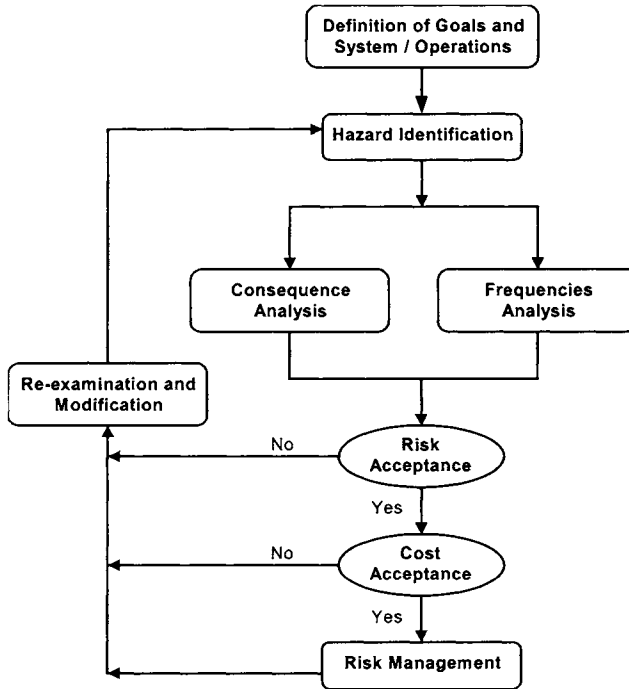 Definition of Goals and
System / Operations
Hazard Identification
Consequence
Analysis
Frequencies
Analysis
Re-examination and
Modification
Risk
Acceptance
No
Yes
Cost
Acceptance
No
Yes
Risk Management